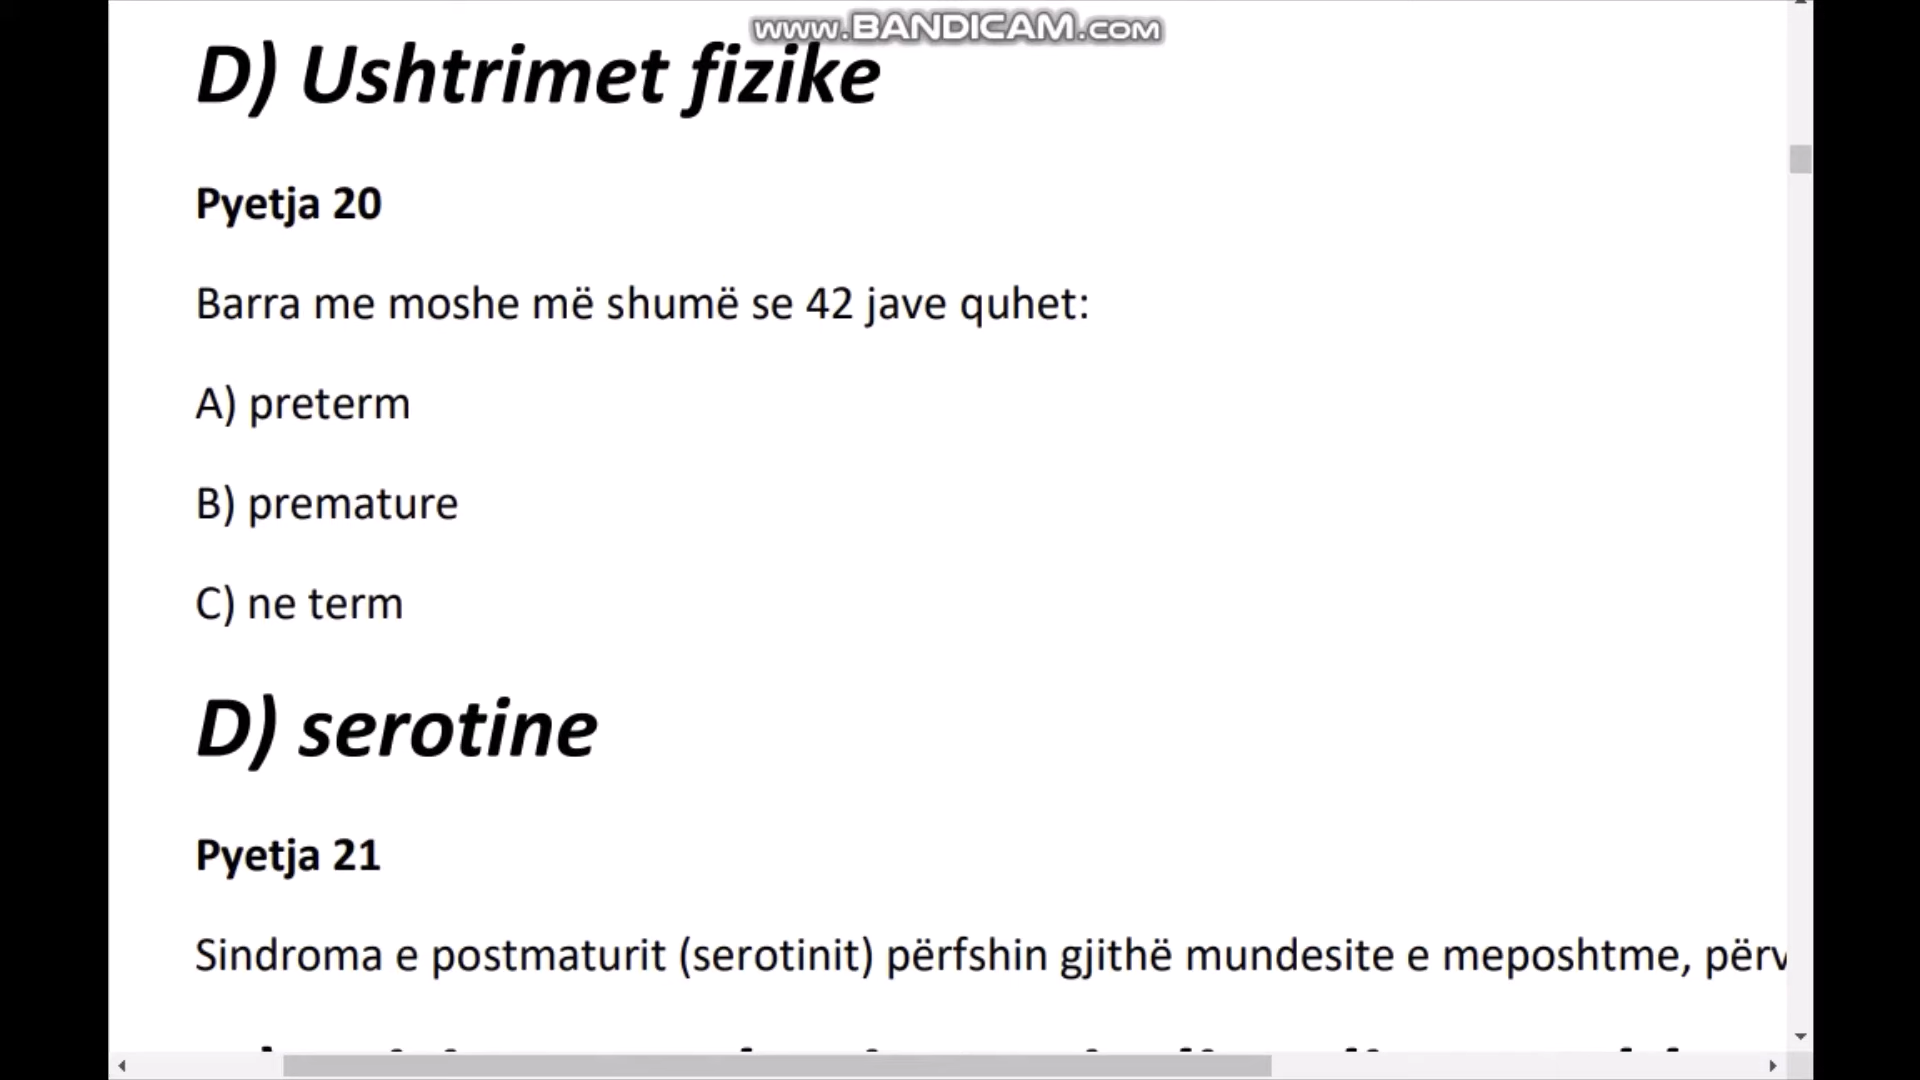 www.BANDICAM.com
D) Ushtrimet fizike
Pyetja 20
Barra me moshe më shumë se 42 jave quhet:
A) preterm
B) premature
C) ne term
D) serotine
Pyetja 21
Sindroma e postmaturit (serotinit) përfshin gjithë mundesite e meposhtme,